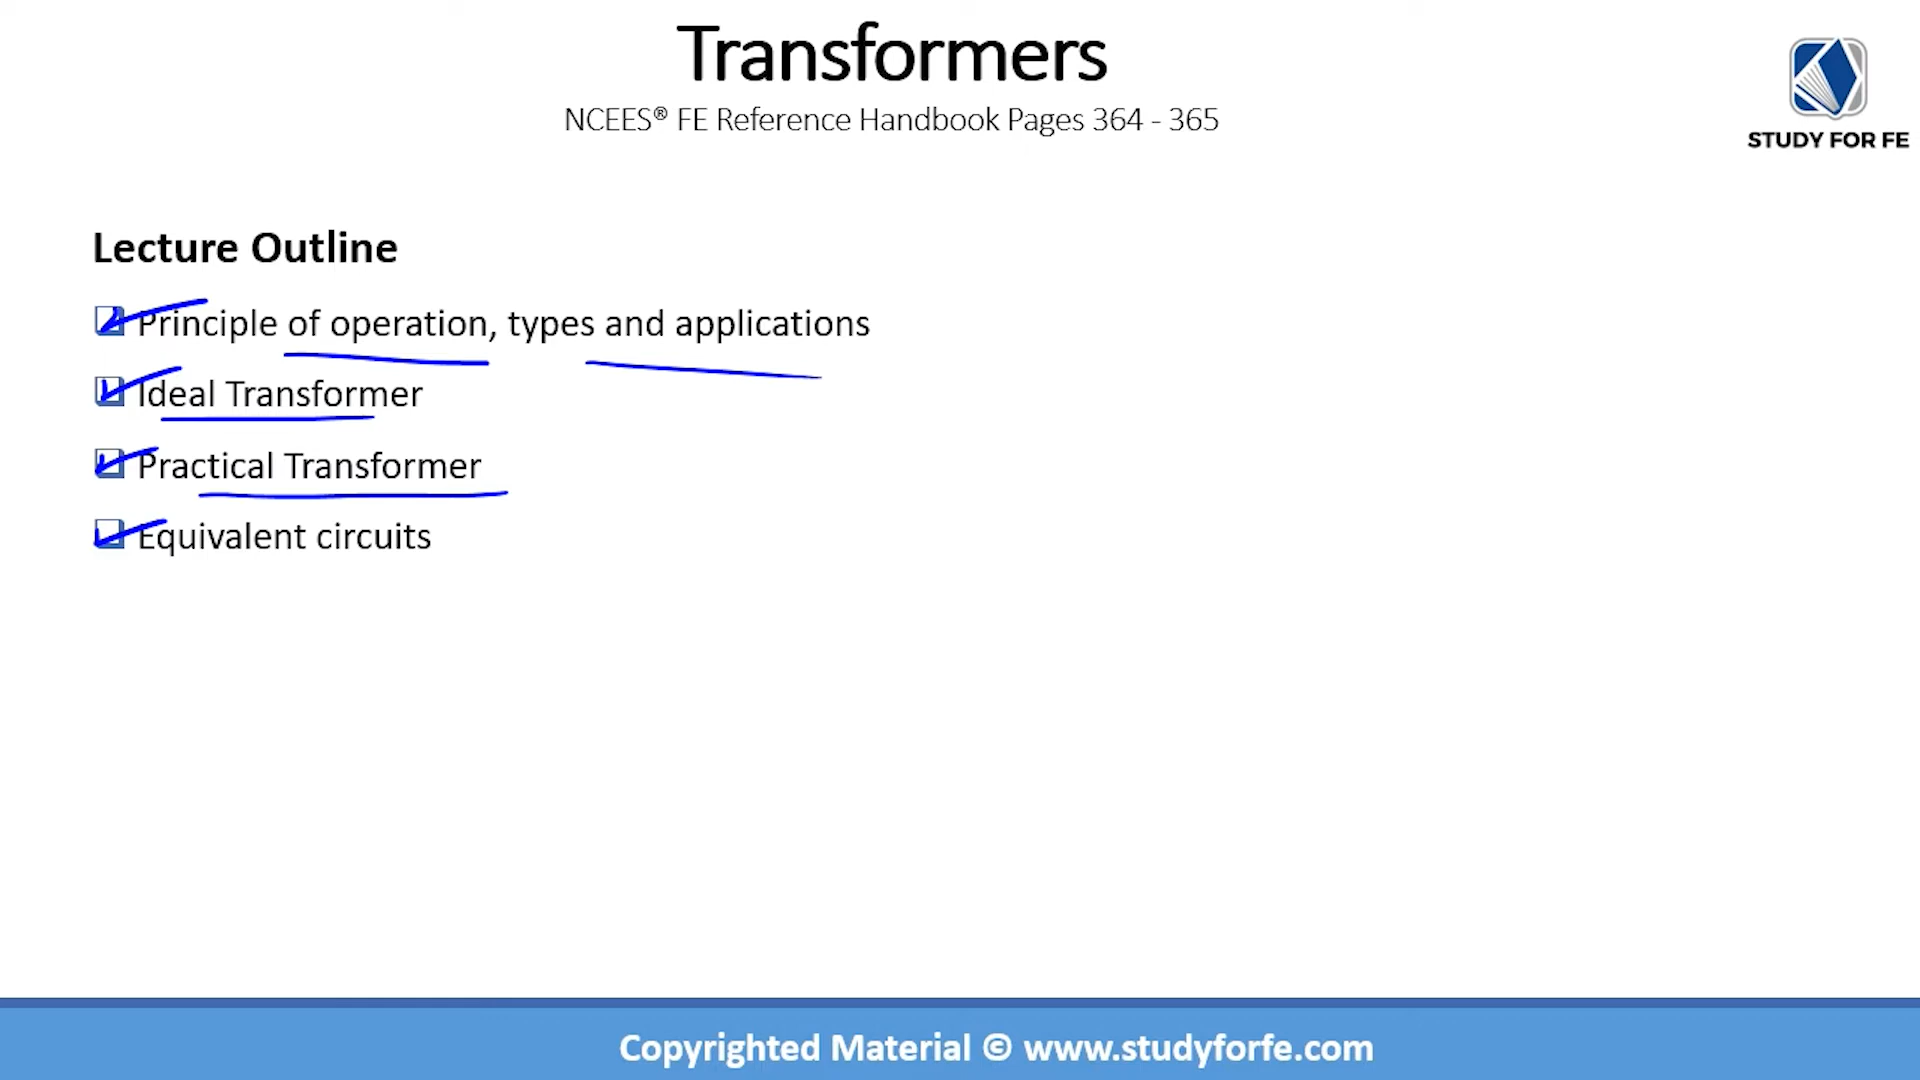 Transformers
NCEES® FE Reference Handbook Pages 364 - 365
STUDY FOR FE
Lecture Outline
Principle of operation, types and applications
Ideal Transformer
Practical Transformer
Equivalent circuits
Copyrighted Material © www.studyforfe.com